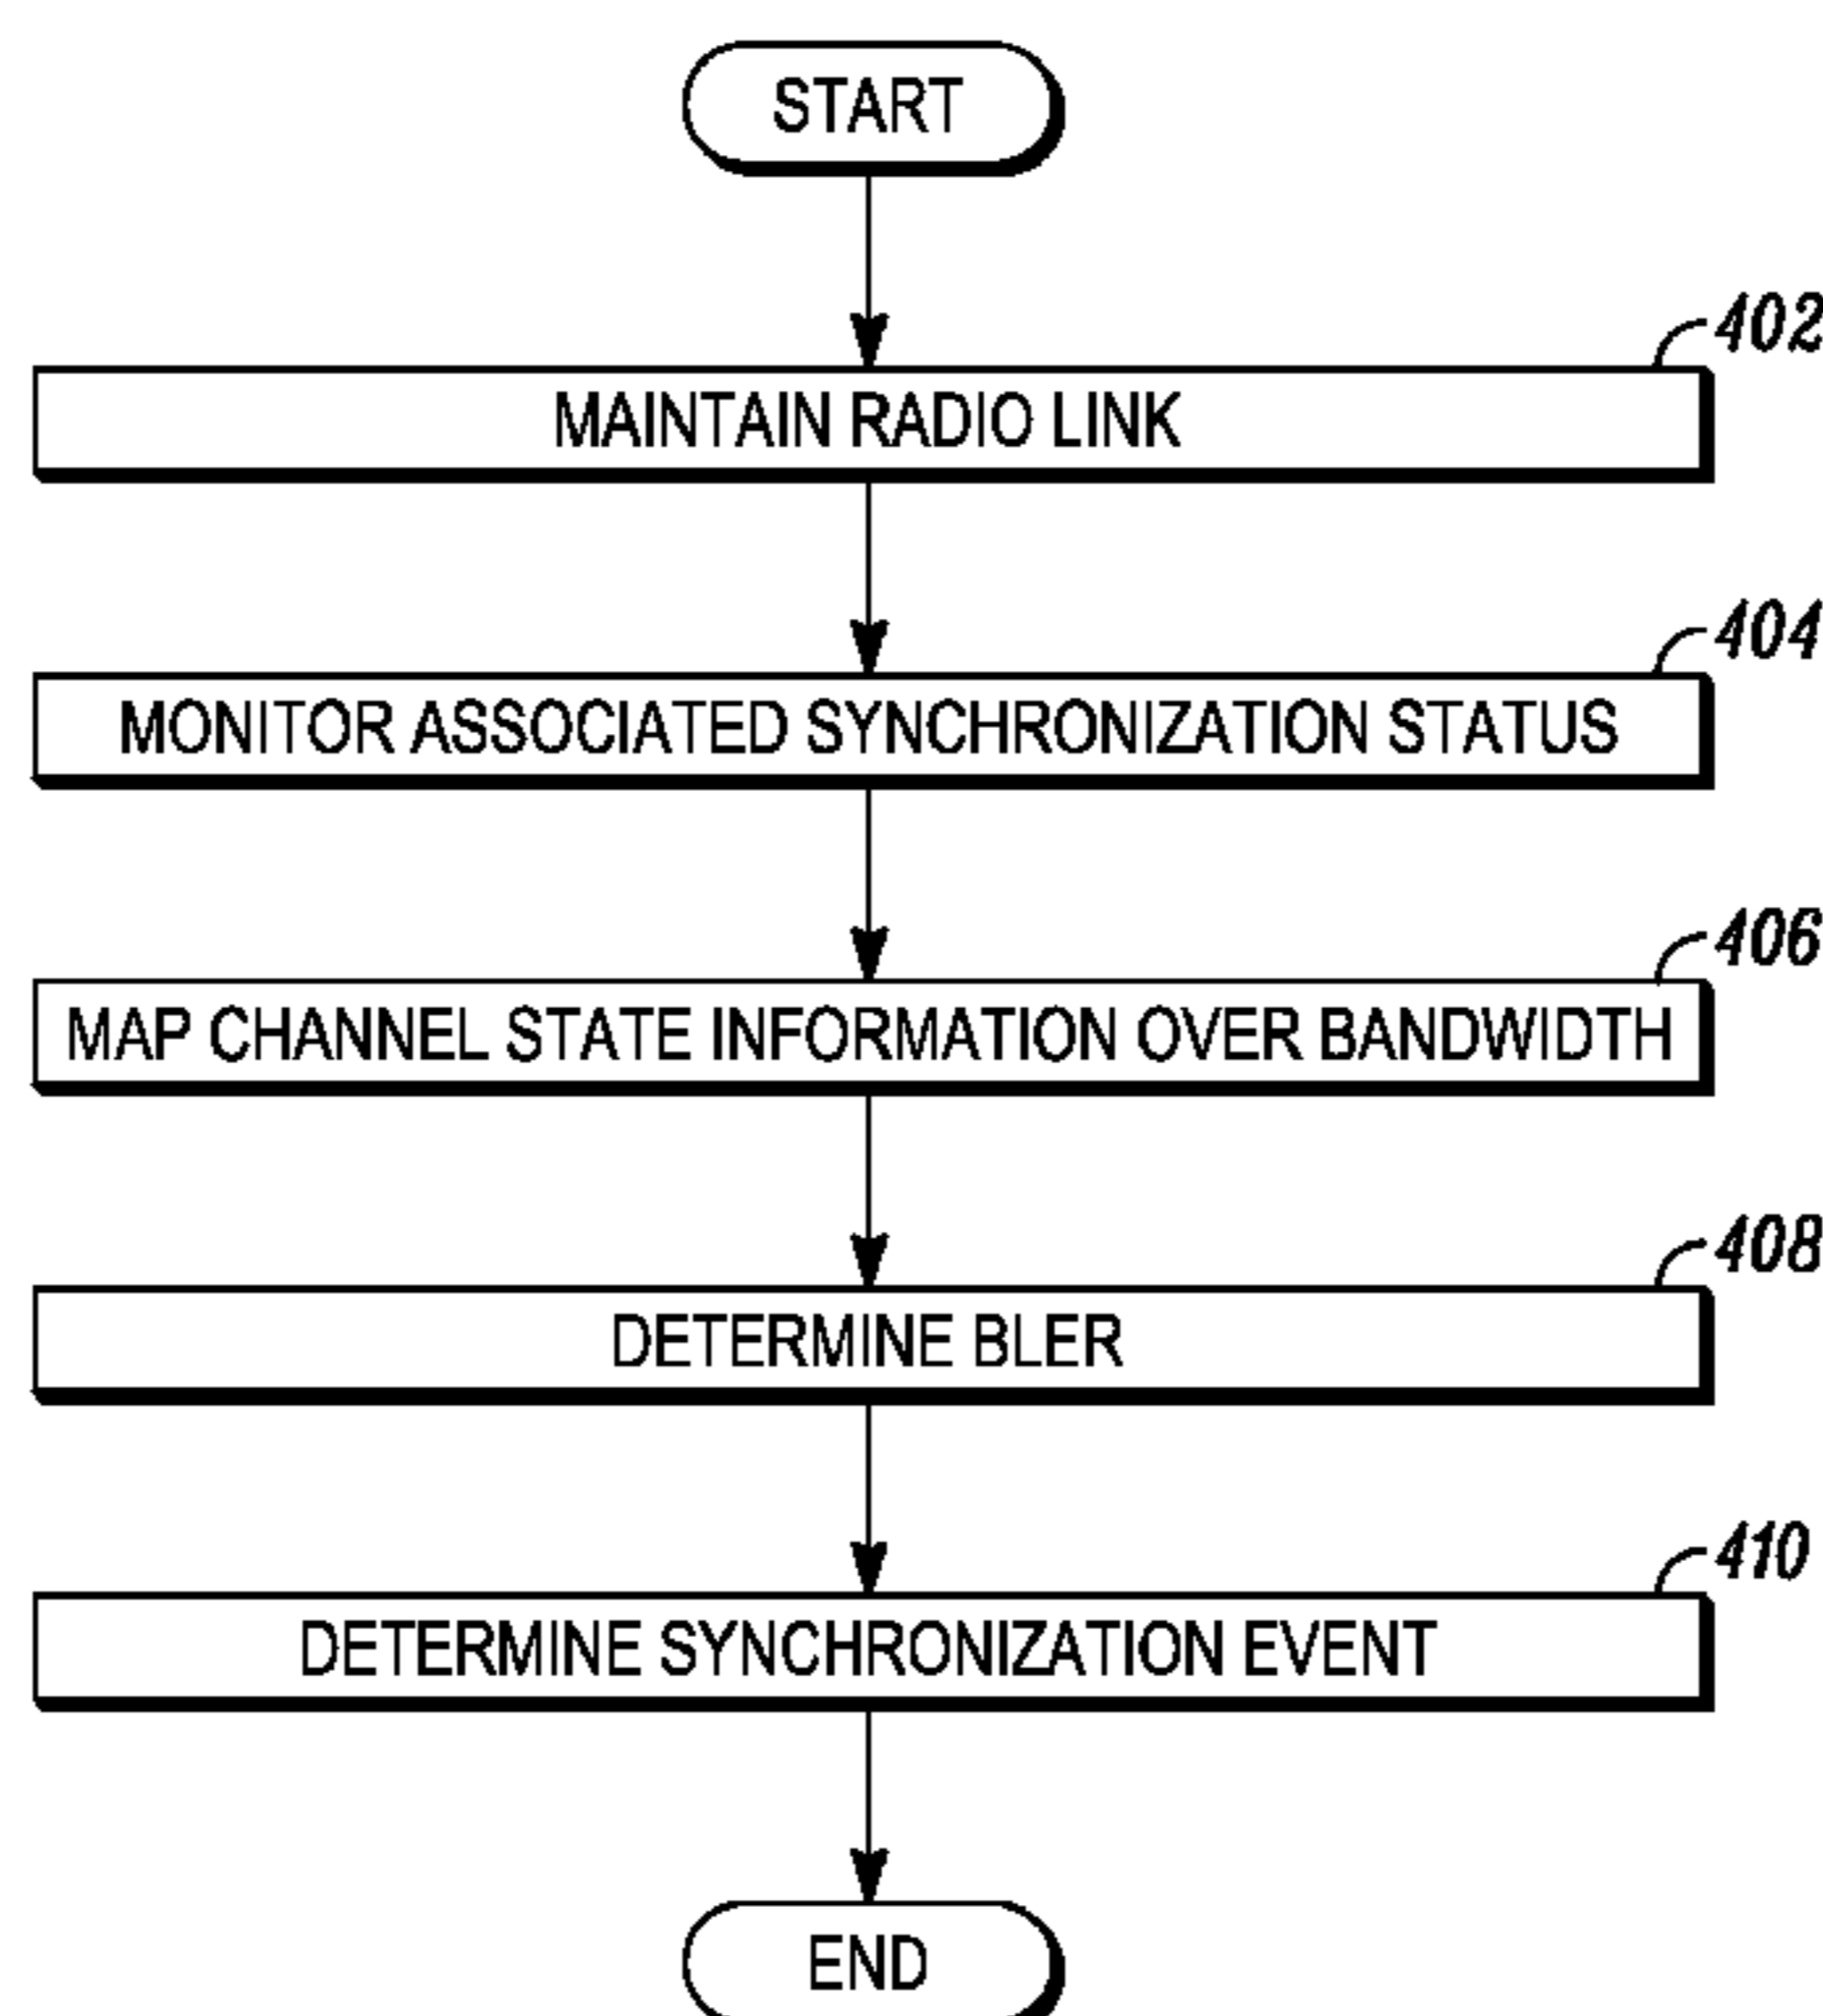 START
402
MAINTAIN RADIO LINK
404
MONITOR ASSOCIATED SYNCHRONIZATION STATUS
406
MAP CHANNEL STATE INFORMATION OVER BANDWIDTH
408
DETERMINE BLER
410
DETERMINE SYNCHRONIZATION EVENT
END